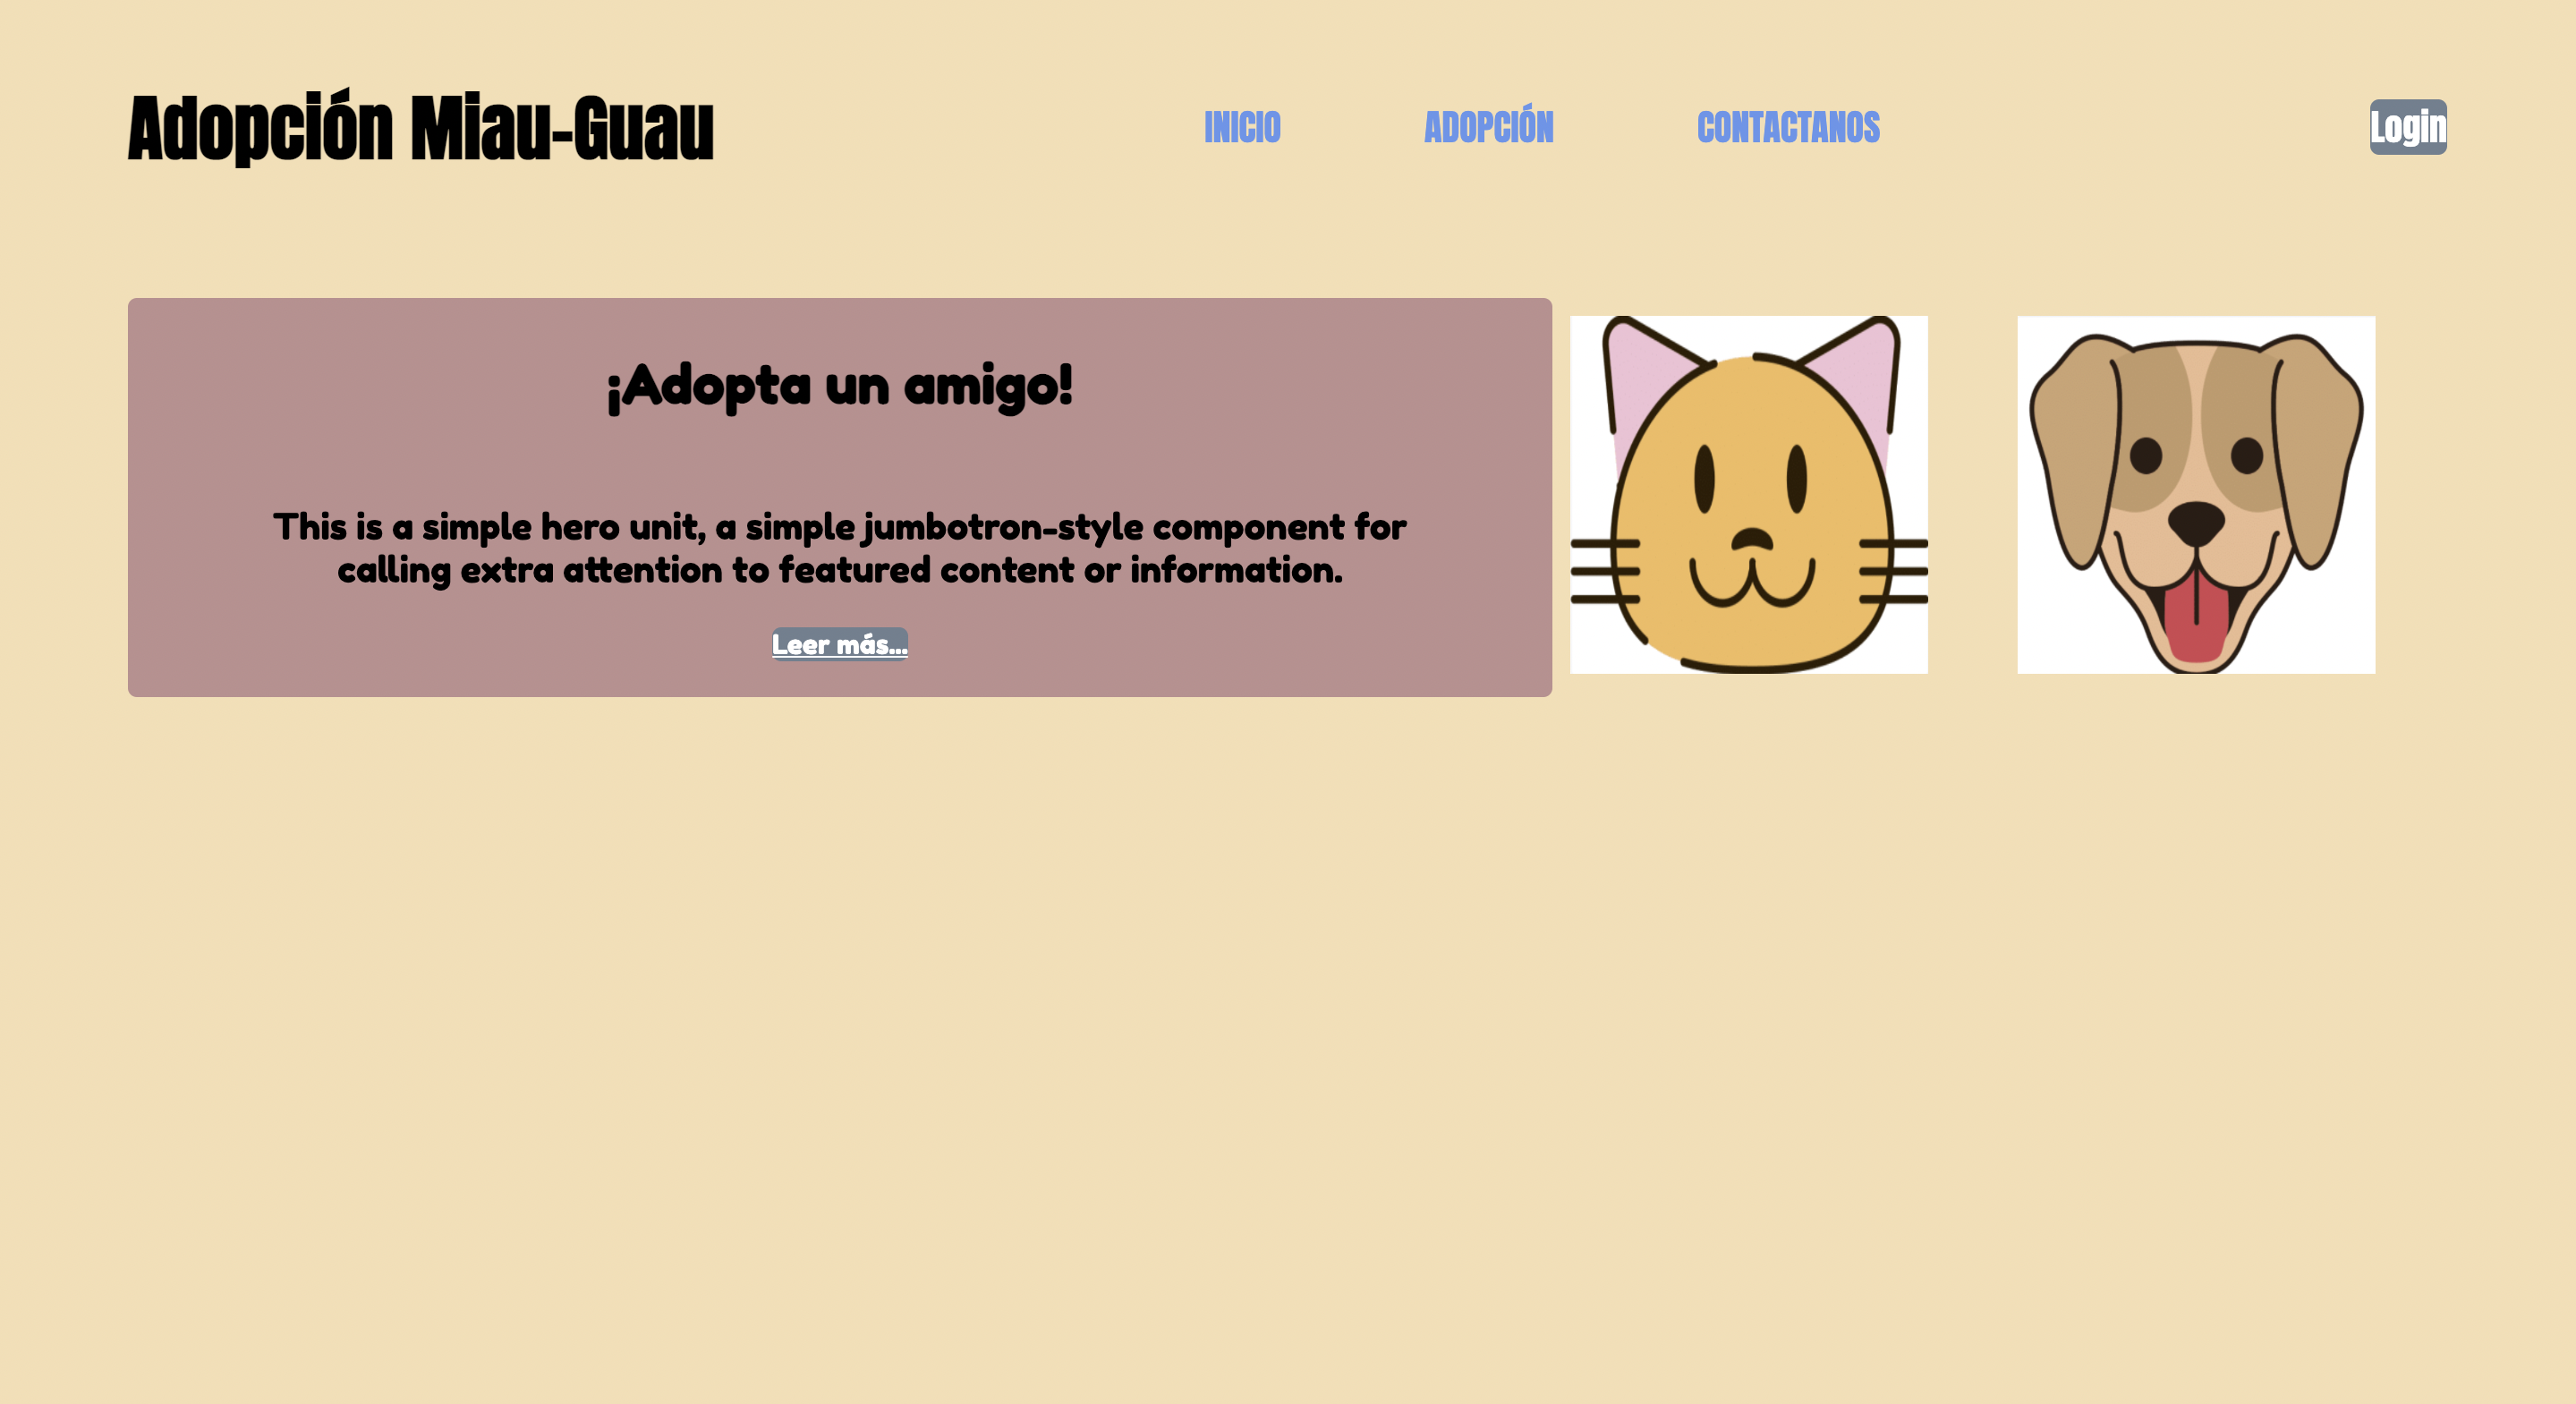 Adopción Miau-Guau
INICIO
ADOPCIÓN
CONTACTANOS
Login
¡Adopta un amigo!
This is a simple hero unit, a simple jumbotron-style component for
calling extra attention to featured content or information.
Leer más...